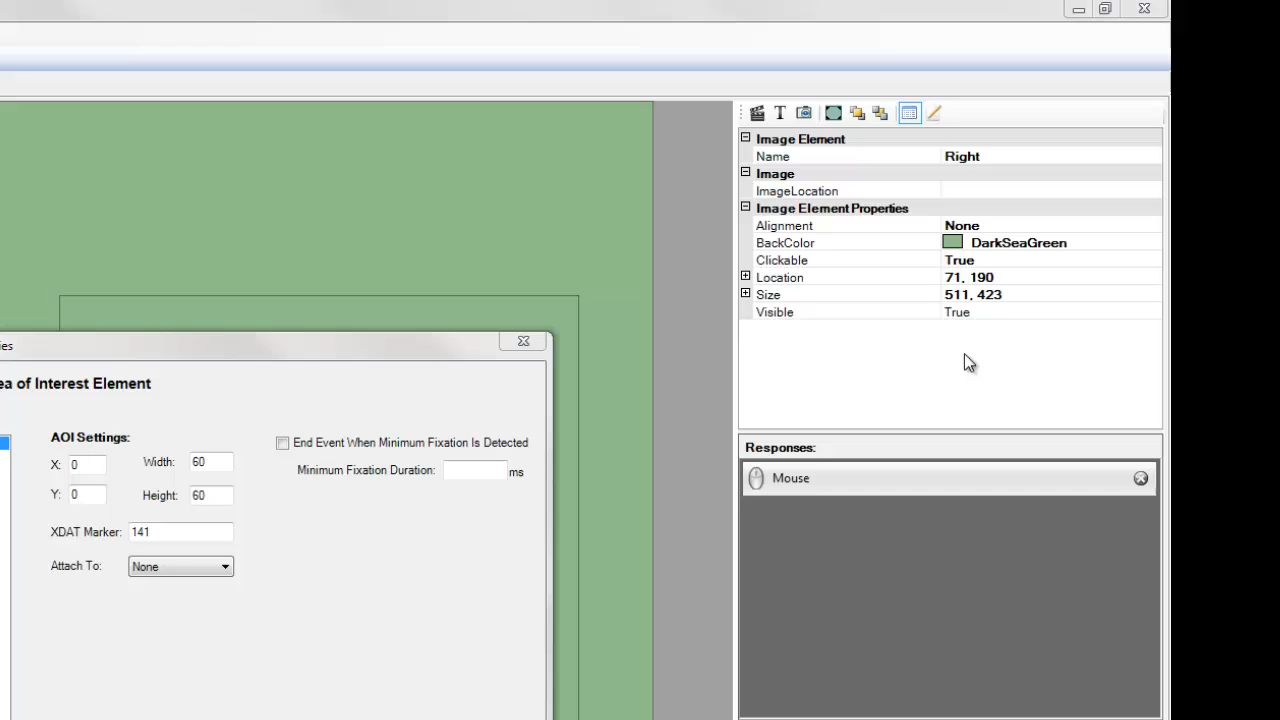 Image Element
Name Right
Image
ImageLocation
Image Element Properties
Alignment None
BackColor DarkSeaGreen
Clickable True
Location 71, 190
Size 511, 423
Visible True
ies
ea of Interest Element
AOI Settings:
X: 0 Width: 60
Y: 0 Height: 60
XDAT Marker: 141
Attach To: None
End Event When Minimum Fixation Is Detected
Minimum Fixation Duration: ms
Responses:
Mouse